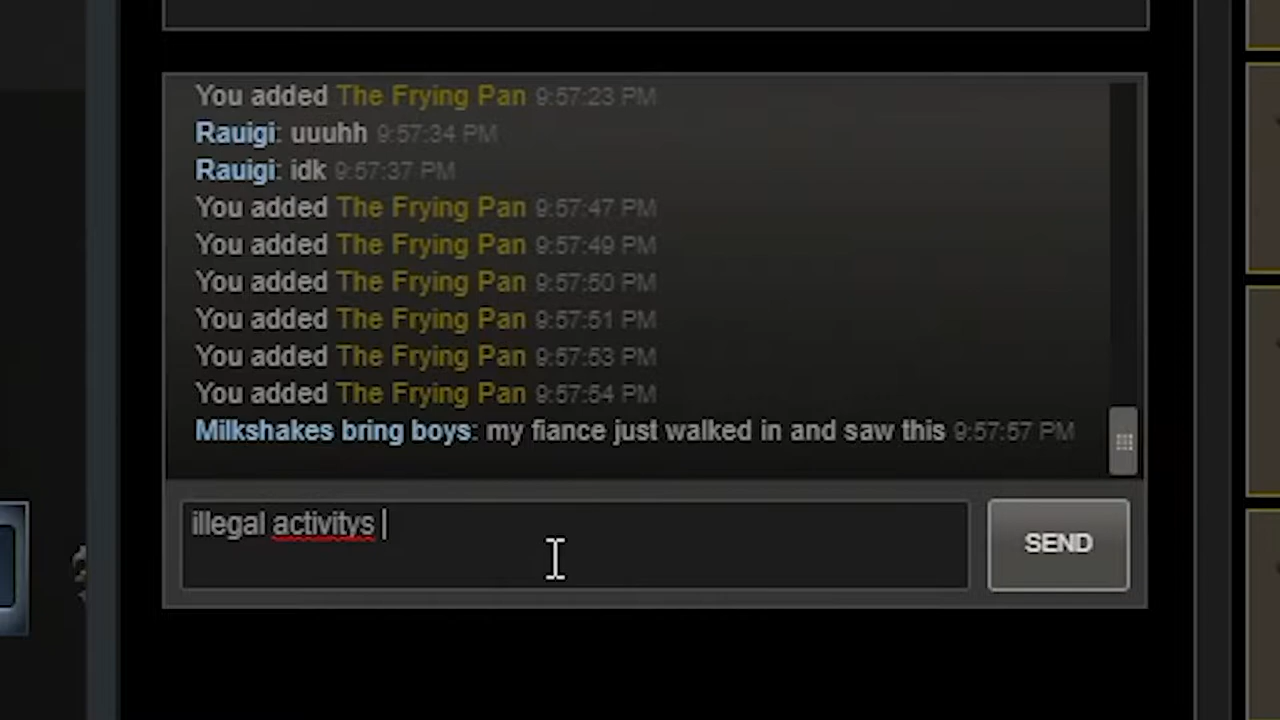 You added The Frying Pan 9:57:23 PM
Rauigi: uuuhh 9:57:34 PM
Rauigi: idk 9:57:37 PM
You added The Frying Pan 9:57:47 PM
You added The Frying Pan 9:57:49 PM
You added The Frying Pan 9:57:50 PM
You added The Frying Pan 9:57:51 PM
You added The Frying Pan 9:57:53 PM
You added The Frying Pan 9:57:54 PM
Milkshakes bring boys: my fiance just walked in and saw this 9:57:57 PM
illegal activitys
SEND